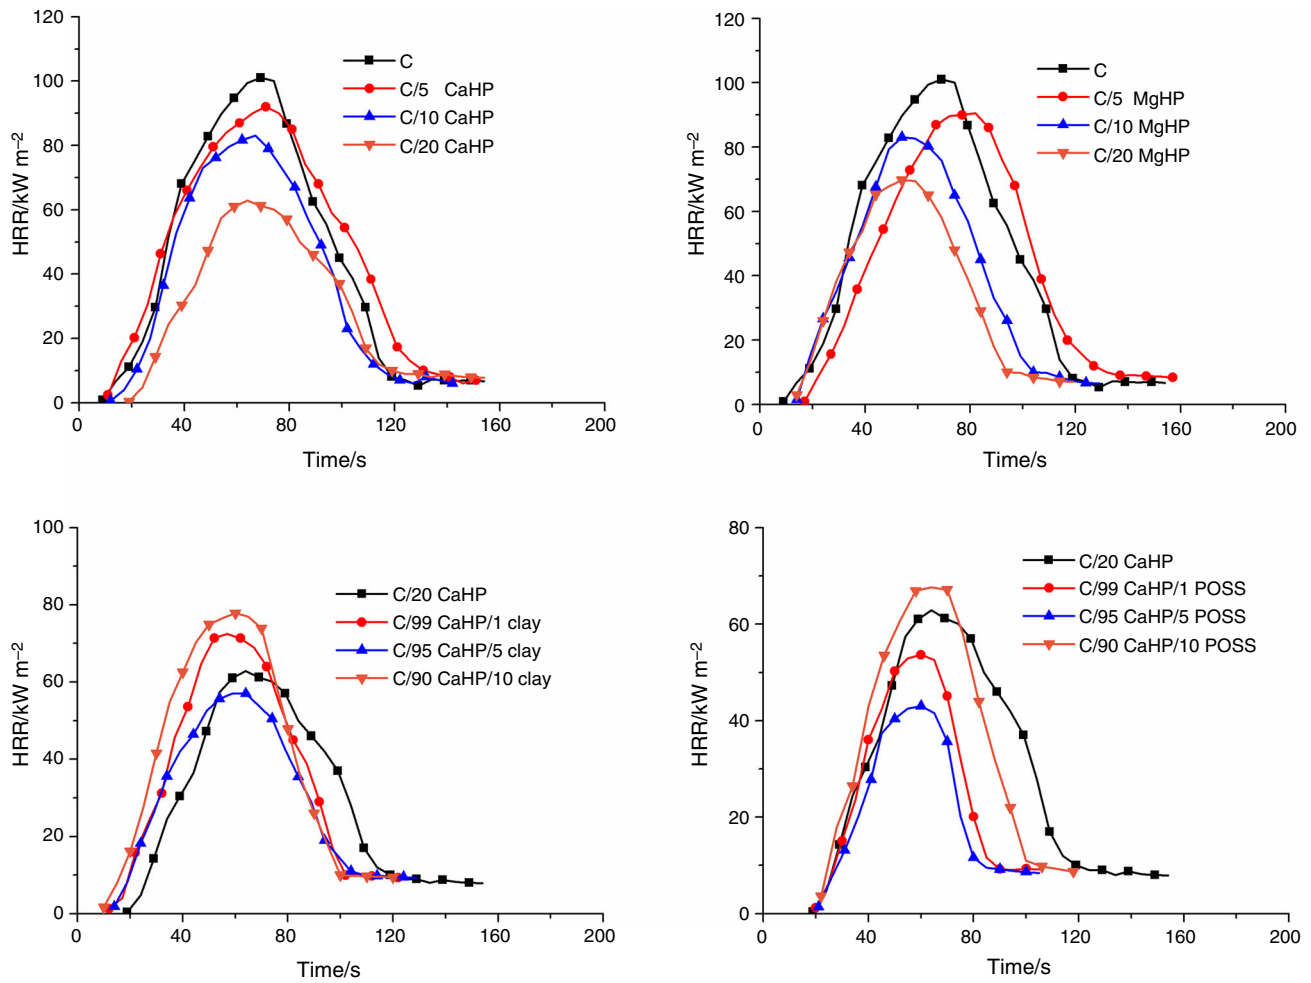 120
100
80
60
40
20
0
HRR/kW m–2
C
C/5 CaHP
C/10 CaHP
C/20 CaHP
0 40 80 120 160 200
Time/s
120
100
80
60
40
20
0
HRR/kW m–2
C
C/5 MgHP
C/10 MgHP
C/20 MgHP
0 40 80 120 160 200
Time/s
100
80
60
40
20
0
HRR/kW m–2
C/20 CaHP
C/99 CaHP/1 clay
C/95 CaHP/5 clay
C/90 CaHP/10 clay
0 40 80 120 160 200
Time/s
80
60
40
20
0
HRR/kW m–2
C/20 CaHP
C/99 CaHP/1 POSS
C/95 CaHP/5 POSS
C/90 CaHP/10 POSS
0 40 80 120 160 200
Time/s